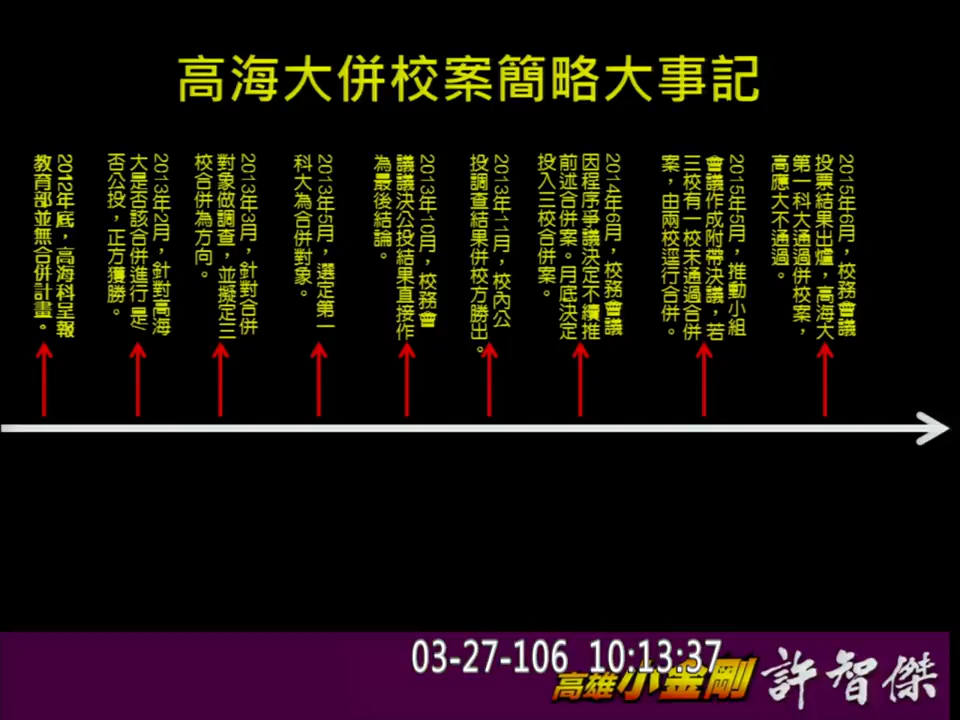 高海大併校案簡略大事記
2012年底，高海科呈報
教育部並無合併計畫。
2013年2月，針對高海
大是否該合併進行是
否公投，正方獲勝。
2013年3月，針對合併
對象做調查，並擬定三
校合併為方向。
2013年5月，選定第一
科大為合併對象。
2013年10月，校務會
議議決公投結果直接作
為最後結論。
2013年11月，校內公
投調查結果併校方勝出。
2014年6月，校務會議
因程序爭議決定不續推
前述合併案。月底決定
投入三校合併案。
2015年5月，推動小組
會議作成附帶決議，若
三校有一校未通過合併
案，由兩校逕行合併。
2015年6月，校務會議
投票結果出爐，高海大
第一科大通過併校案，
高應大不通過。
03-27-106 10:13:37
高雄小金剛 許智傑